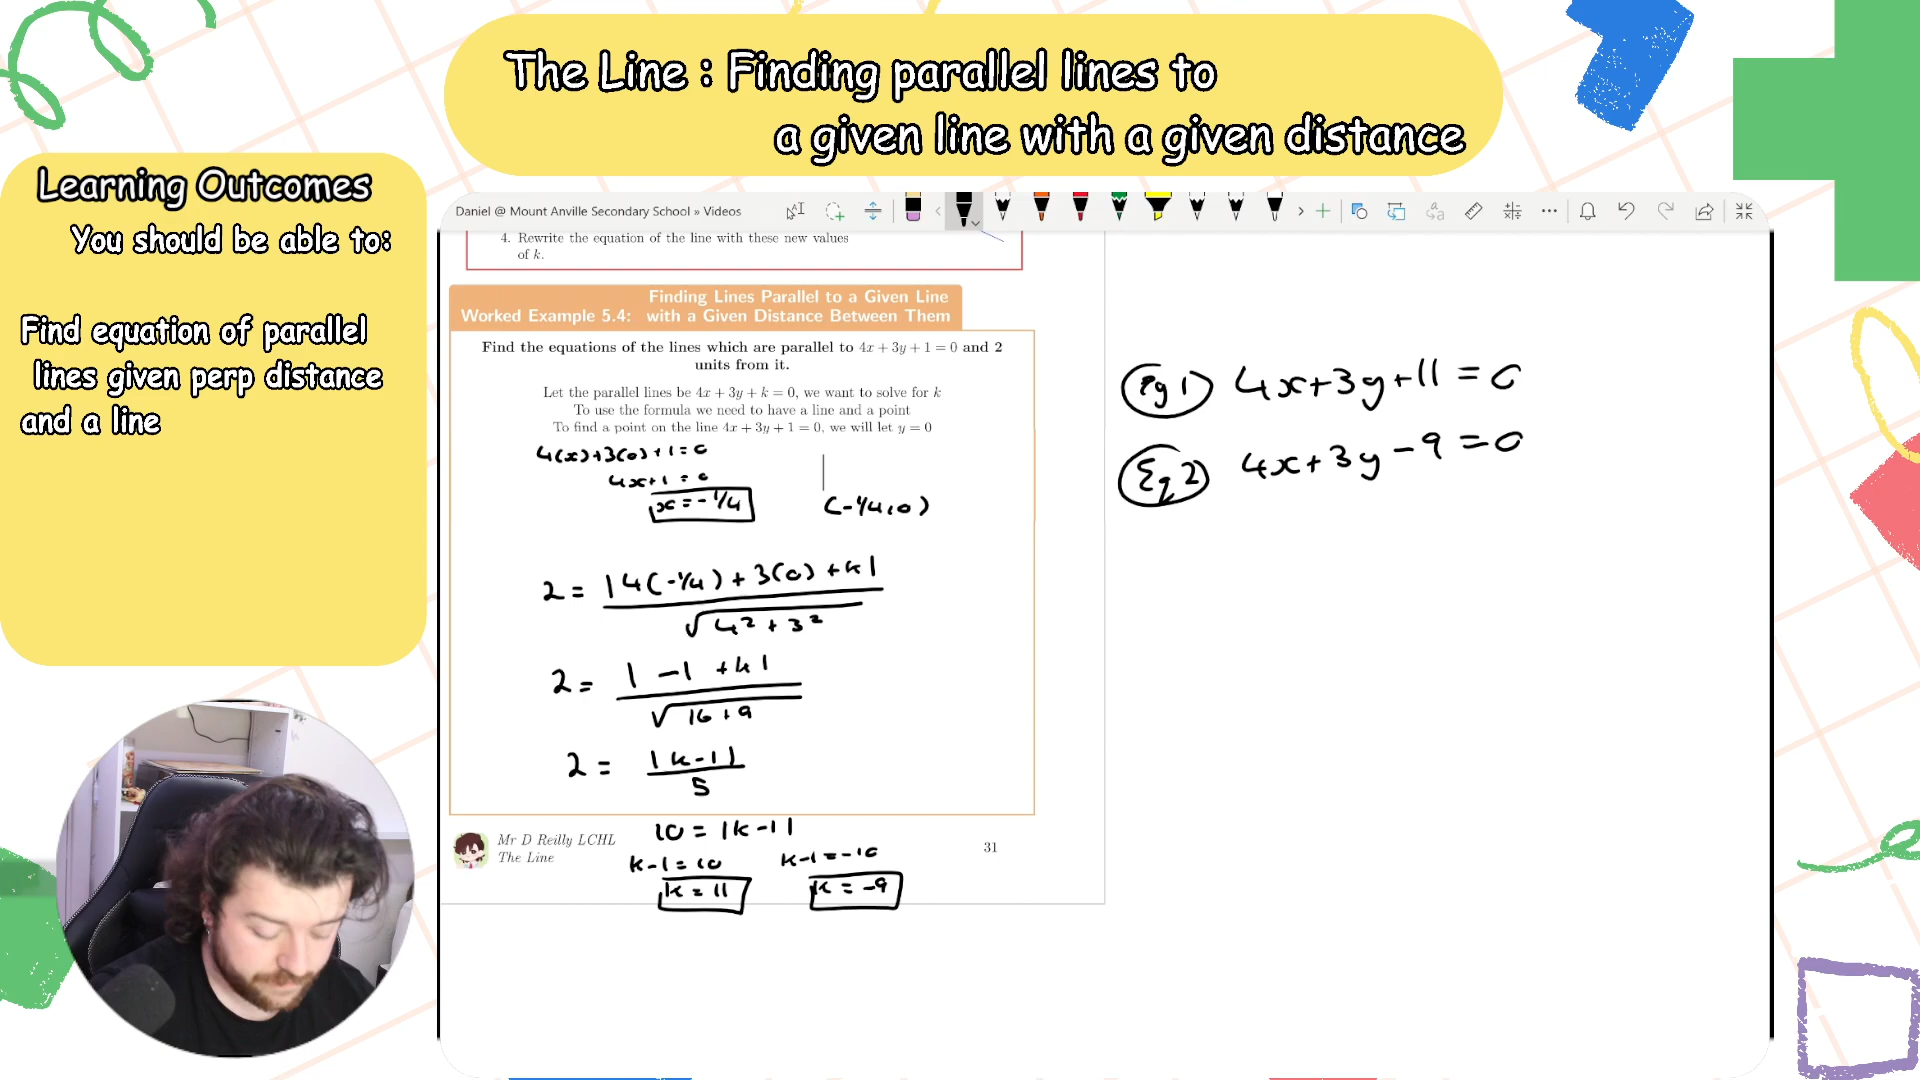 The Line : Finding parallel lines to
a given line with a given distance
Learning Outcomes
You should be able to:
Find equation of parallel
lines given perp distance
and a line
Daniel @ Mount Anville Secondary School » Videos
4. Rewrite the equation of the line with these new values
of k.
Finding Lines Parallel to a Given Line
Worked Example 5.4: with a Given Distance Between Them
Find the equations of the lines which are parallel to 4x + 3y + 1 = 0 and 2
units from it.
Let the parallel lines be 4x + 3y + k = 0, we want to solve for k
To use the formula we need to have a line and a point
To find a point on the line 4x + 3y + 1 = 0, we will let y = 0
4(x)+3(0)+1=0
4x+1=0
x=-1/4
(-1/4,0)
2 = |4(-1/4)+3(0)+k|
√4²+3²
2 = |-1+k|
√16+9
2 = |k-1|
5
10 = |k-1|
k-1=10 k-1=-10
k=11 k=-9
Mr D Reilly LCHL
The Line
31
Eq 1 4x+3y+11=0
Eq 2 4x+3y-9=0